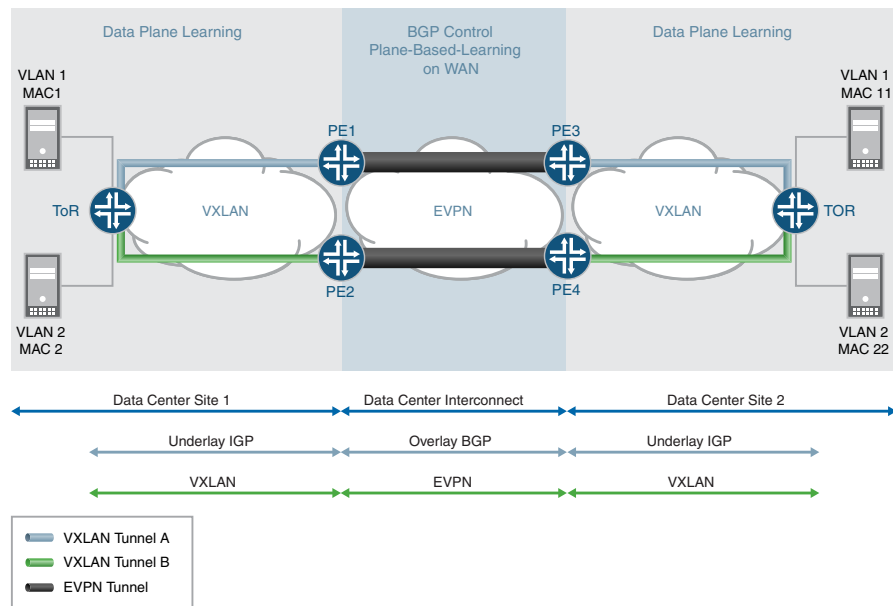 Data Plane Learning
BGP Control
Plane-Based-Learning
on WAN
Data Plane Learning
VLAN 1
MAC1
VLAN 1
MAC 11
PE1
PE3
ToR
VXLAN
EVPN
VXLAN
TOR
PE2
PE4
VLAN 2
MAC 2
VLAN 2
MAC 22
Data Center Site 1
Data Center Interconnect
Data Center Site 2
Underlay IGP
Overlay BGP
Underlay IGP
VXLAN
EVPN
VXLAN
VXLAN Tunnel A
VXLAN Tunnel B
EVPN Tunnel